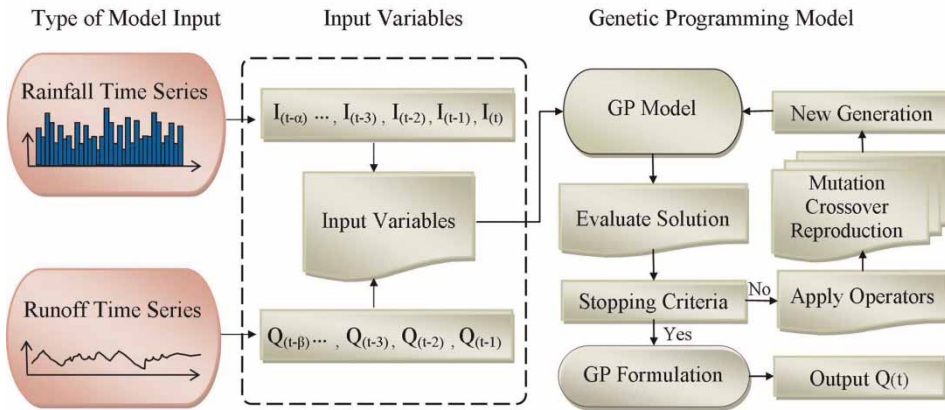 Type of Model Input
Input Variables
Genetic Programming Model
Rainfall Time Series
I(t-α) ... , I(t-3) , I(t-2) , I(t-1) , I(t)
Input Variables
Runoff Time Series
Q(t-β)... , Q(t-3), Q(t-2) , Q(t-1)
GP Model
New Generation
Evaluate Solution
Mutation
Crossover
Reproduction
Stopping Criteria
No
Apply Operators
Yes
GP Formulation
Output Q(t)